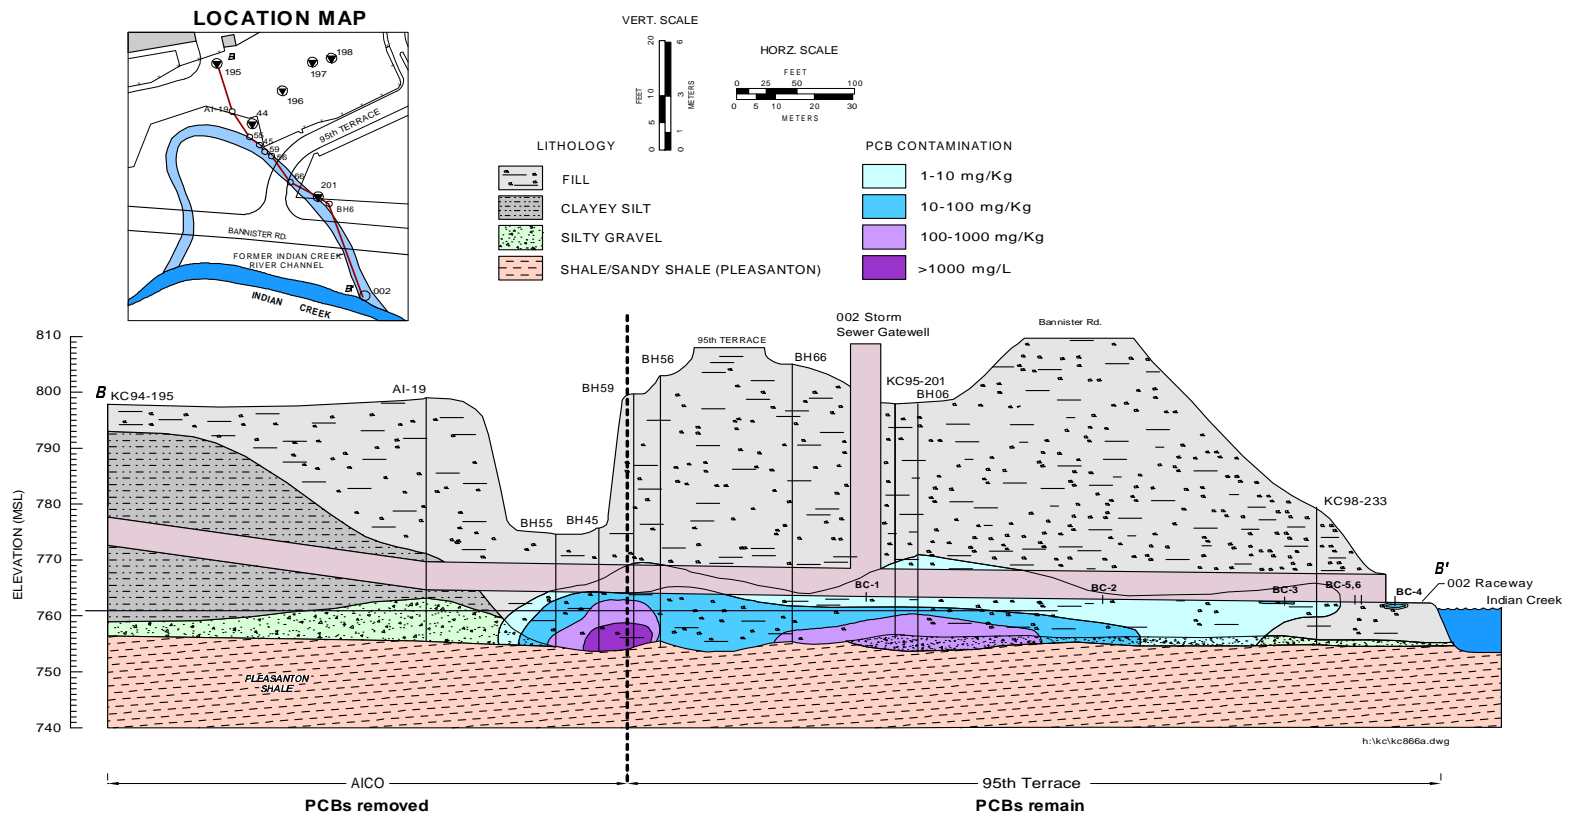 LOCATION MAP
B
195
198
197
196
AI-19
44
55
45
59
56
95th TERRACE
66
201
BH6
BANNISTER RD.
FORMER INDIAN CREEK
RIVER CHANNEL
B'
002
INDIAN CREEK
VERT. SCALE
20
10
5
0
FEET
6
3
1
0
METERS
HORZ. SCALE
FEET
0 25 50 100
0 5 10 20 30
METERS
LITHOLOGY
FILL
CLAYEY SILT
SILTY GRAVEL
SHALE/SANDY SHALE (PLEASANTON)
PCB CONTAMINATION
1-10 mg/Kg
10-100 mg/Kg
100-1000 mg/Kg
>1000 mg/L
ELEVATION (MSL)
810
800
790
780
770
760
750
740
B
KC94-195
AI-19
BH55
BH45
BH59
BH56
95th TERRACE
BH66
002 Storm
Sewer Gatewell
KC95-201
BH06
Bannister Rd.
KC98-233
B'
002 Raceway
Indian Creek
BC-1
BC-2
BC-3
BC-5,6
BC-4
PLEASANTON
SHALE
h:\kc\kc866a.dwg
AICO
95th Terrace
PCBs removed
PCBs remain